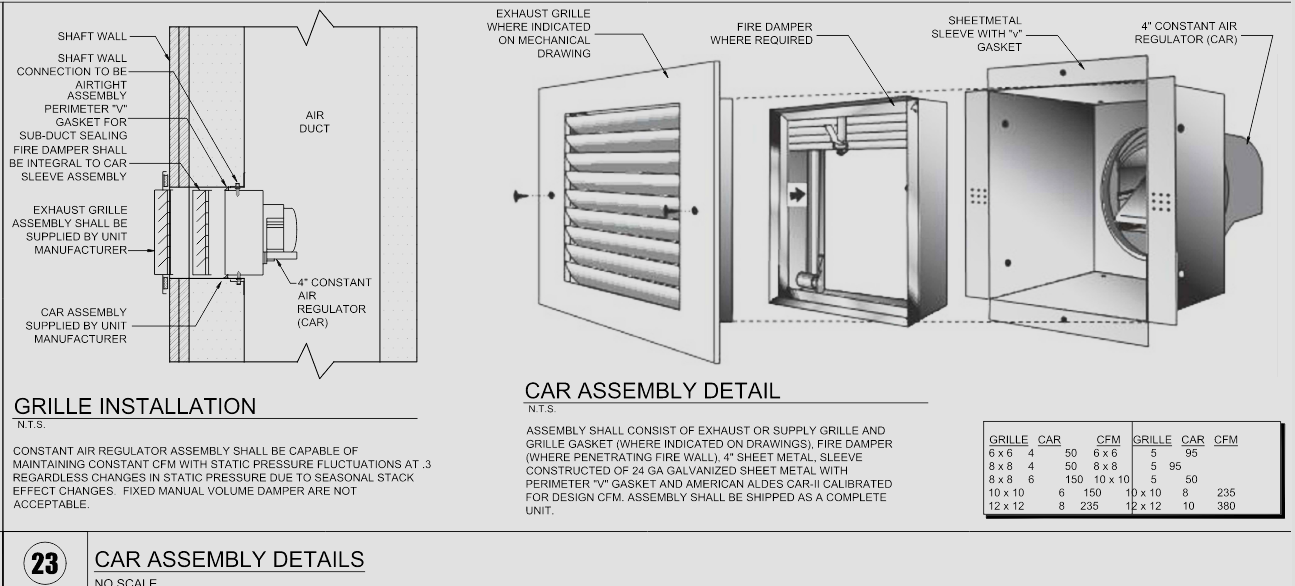 SHAFT WALL
SHAFT WALL
CONNECTION TO BE
AIRTIGHT
ASSEMBLY
PERIMETER "V"
GASKET FOR
SUB-DUCT SEALING
FIRE DAMPER SHALL
BE INTEGRAL TO CAR
SLEEVE ASSEMBLY
EXHAUST GRILLE
ASSEMBLY SHALL BE
SUPPLIED BY UNIT
MANUFACTURER
CAR ASSEMBLY
SUPPLIED BY UNIT
MANUFACTURER
AIR
DUCT
4" CONSTANT
AIR
REGULATOR
(CAR)
GRILLE INSTALLATION
N.T.S.
CONSTANT AIR REGULATOR ASSEMBLY SHALL BE CAPABLE OF
MAINTAINING CONSTANT CFM WITH STATIC PRESSURE FLUCTUATIONS AT .3
REGARDLESS CHANGES IN STATIC PRESSURE DUE TO SEASONAL STACK
EFFECT CHANGES. FIXED MANUAL VOLUME DAMPER ARE NOT
ACCEPTABLE.
EXHAUST GRILLE
WHERE INDICATED
ON MECHANICAL
DRAWING
FIRE DAMPER
WHERE REQUIRED
SHEETMETAL
SLEEVE WITH "v"
GASKET
4" CONSTANT AIR
REGULATOR (CAR)
CAR ASSEMBLY DETAIL
N.T.S.
ASSEMBLY SHALL CONSIST OF EXHAUST OR SUPPLY GRILLE AND
GRILLE GASKET (WHERE INDICATED ON DRAWINGS), FIRE DAMPER
(WHERE PENETRATING FIRE WALL), 4" SHEET METAL, SLEEVE
CONSTRUCTED OF 24 GA GALVANIZED SHEET METAL WITH
PERIMETER "V" GASKET AND AMERICAN ALDES CAR-II CALIBRATED
FOR DESIGN CFM. ASSEMBLY SHALL BE SHIPPED AS A COMPLETE
UNIT.
GRILLE CAR CFM GRILLE CAR CFM
6 x 6 4 50 6 x 6 5 95
8 x 8 4 50 8 x 8 5 95
8 x 8 6 150 10 x 10 5 50
10 x 10 6 150 10 x 10 8 235
12 x 12 8 235 12 x 12 10 380
23
CAR ASSEMBLY DETAILS
NO SCALE